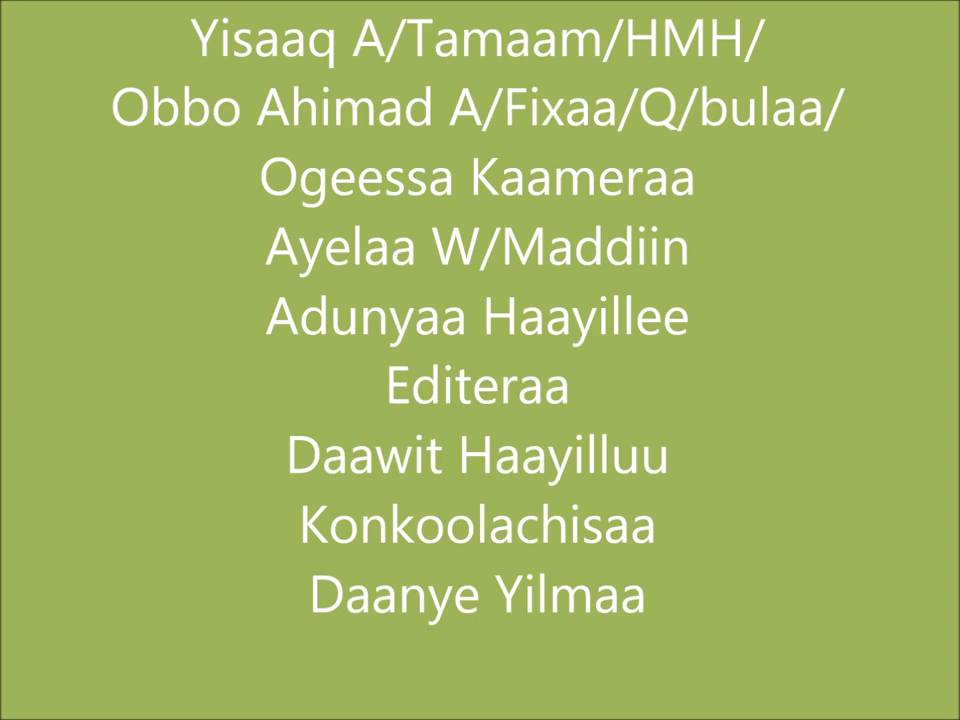 Yisaaq A/Tamaam/HMH/
Obbo Ahimad A/Fixaa/Q/bulaa/
Ogeessa Kaameraa
Ayelaa W/Maddiin
Adunyaa Haayillee
Editeraa
Daawit Haayilluu
Konkoolachisaa
Daanye Yilmaa